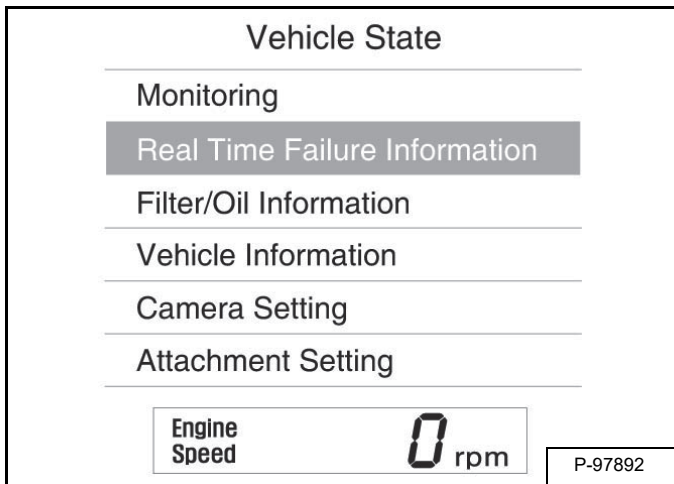 Vehicle State
Monitoring
Real Time Failure Information
Filter/Oil Information
Vehicle Information
Camera Setting
Attachment Setting
Engine
Speed
0 rpm
P-97892